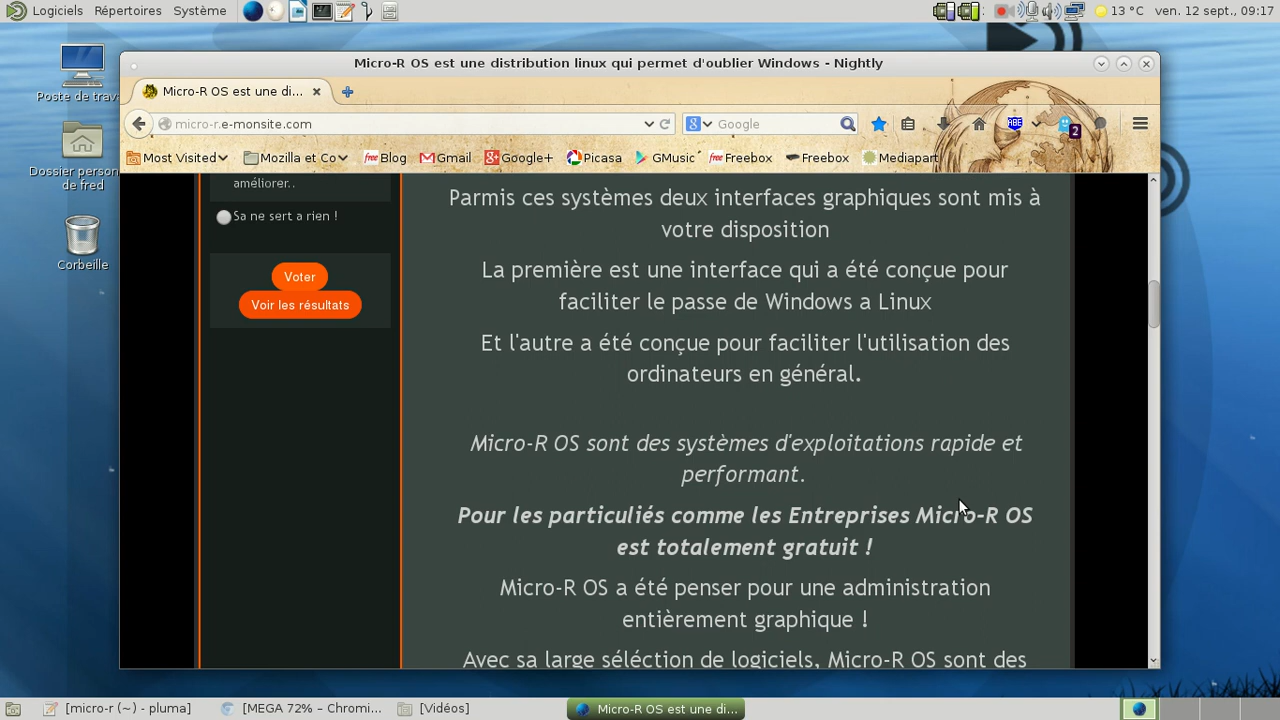 Logiciels Répertoires Système
13 °C ven. 12 sept., 09:17
Poste de trav
Dossier person
de fred
Corbeille
Micro-R OS est une distribution linux qui permet d'oublier Windows - Nightly
Micro-R OS est une di...
micro-r.e-monsite.com
Google
ABE
2
Most Visited
Mozilla et Co
free Blog
Gmail
Google+
Picasa
GMusic
free Freebox
Freebox
Mediapart
améliorer..
Sa ne sert a rien !
Voter
Voir les résultats
Parmis ces systèmes deux interfaces graphiques sont mis à
votre disposition
La première est une interface qui a été conçue pour
faciliter le passe de Windows a Linux
Et l'autre a été conçue pour faciliter l'utilisation des
ordinateurs en général.
Micro-R OS sont des systèmes d'exploitations rapide et
performant.
Pour les particuliés comme les Entreprises Micro-R OS
est totalement gratuit !
Micro-R OS a été penser pour une administration
entièrement graphique !
Avec sa large séléction de logiciels, Micro-R OS sont des
[micro-r (~) - pluma]
[MEGA 72% – Chromi...
[Vidéos]
Micro-R OS est une di...